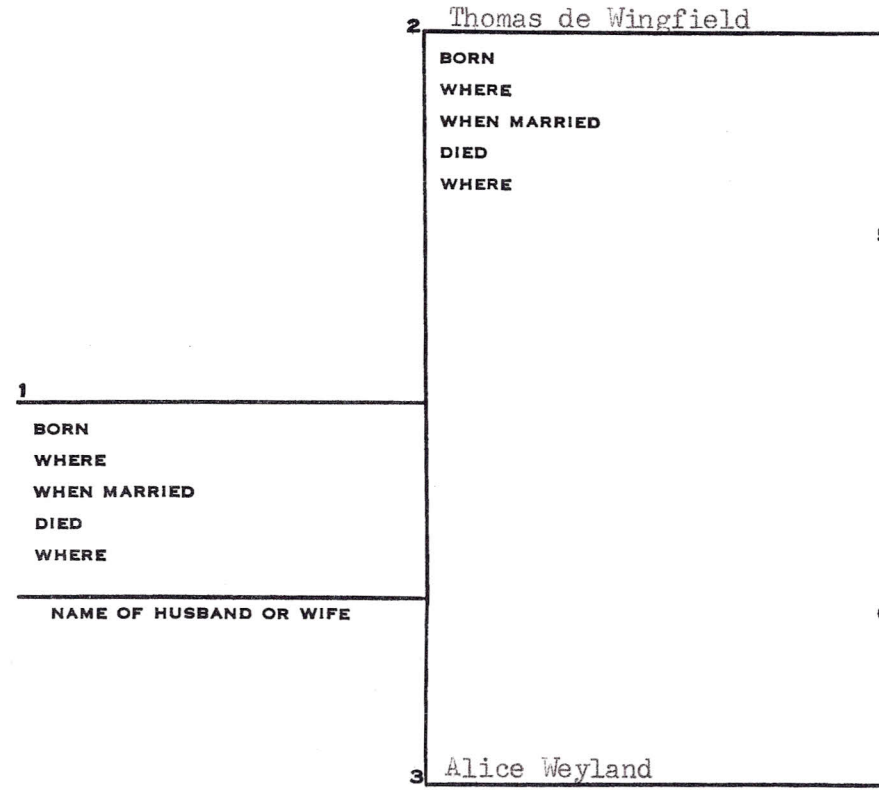 2 Thomas de Wingfield
BORN
WHERE
WHEN MARRIED
DIED
WHERE
1
BORN
WHERE
WHEN MARRIED
DIED
WHERE
NAME OF HUSBAND OR WIFE
3 Alice Weyland